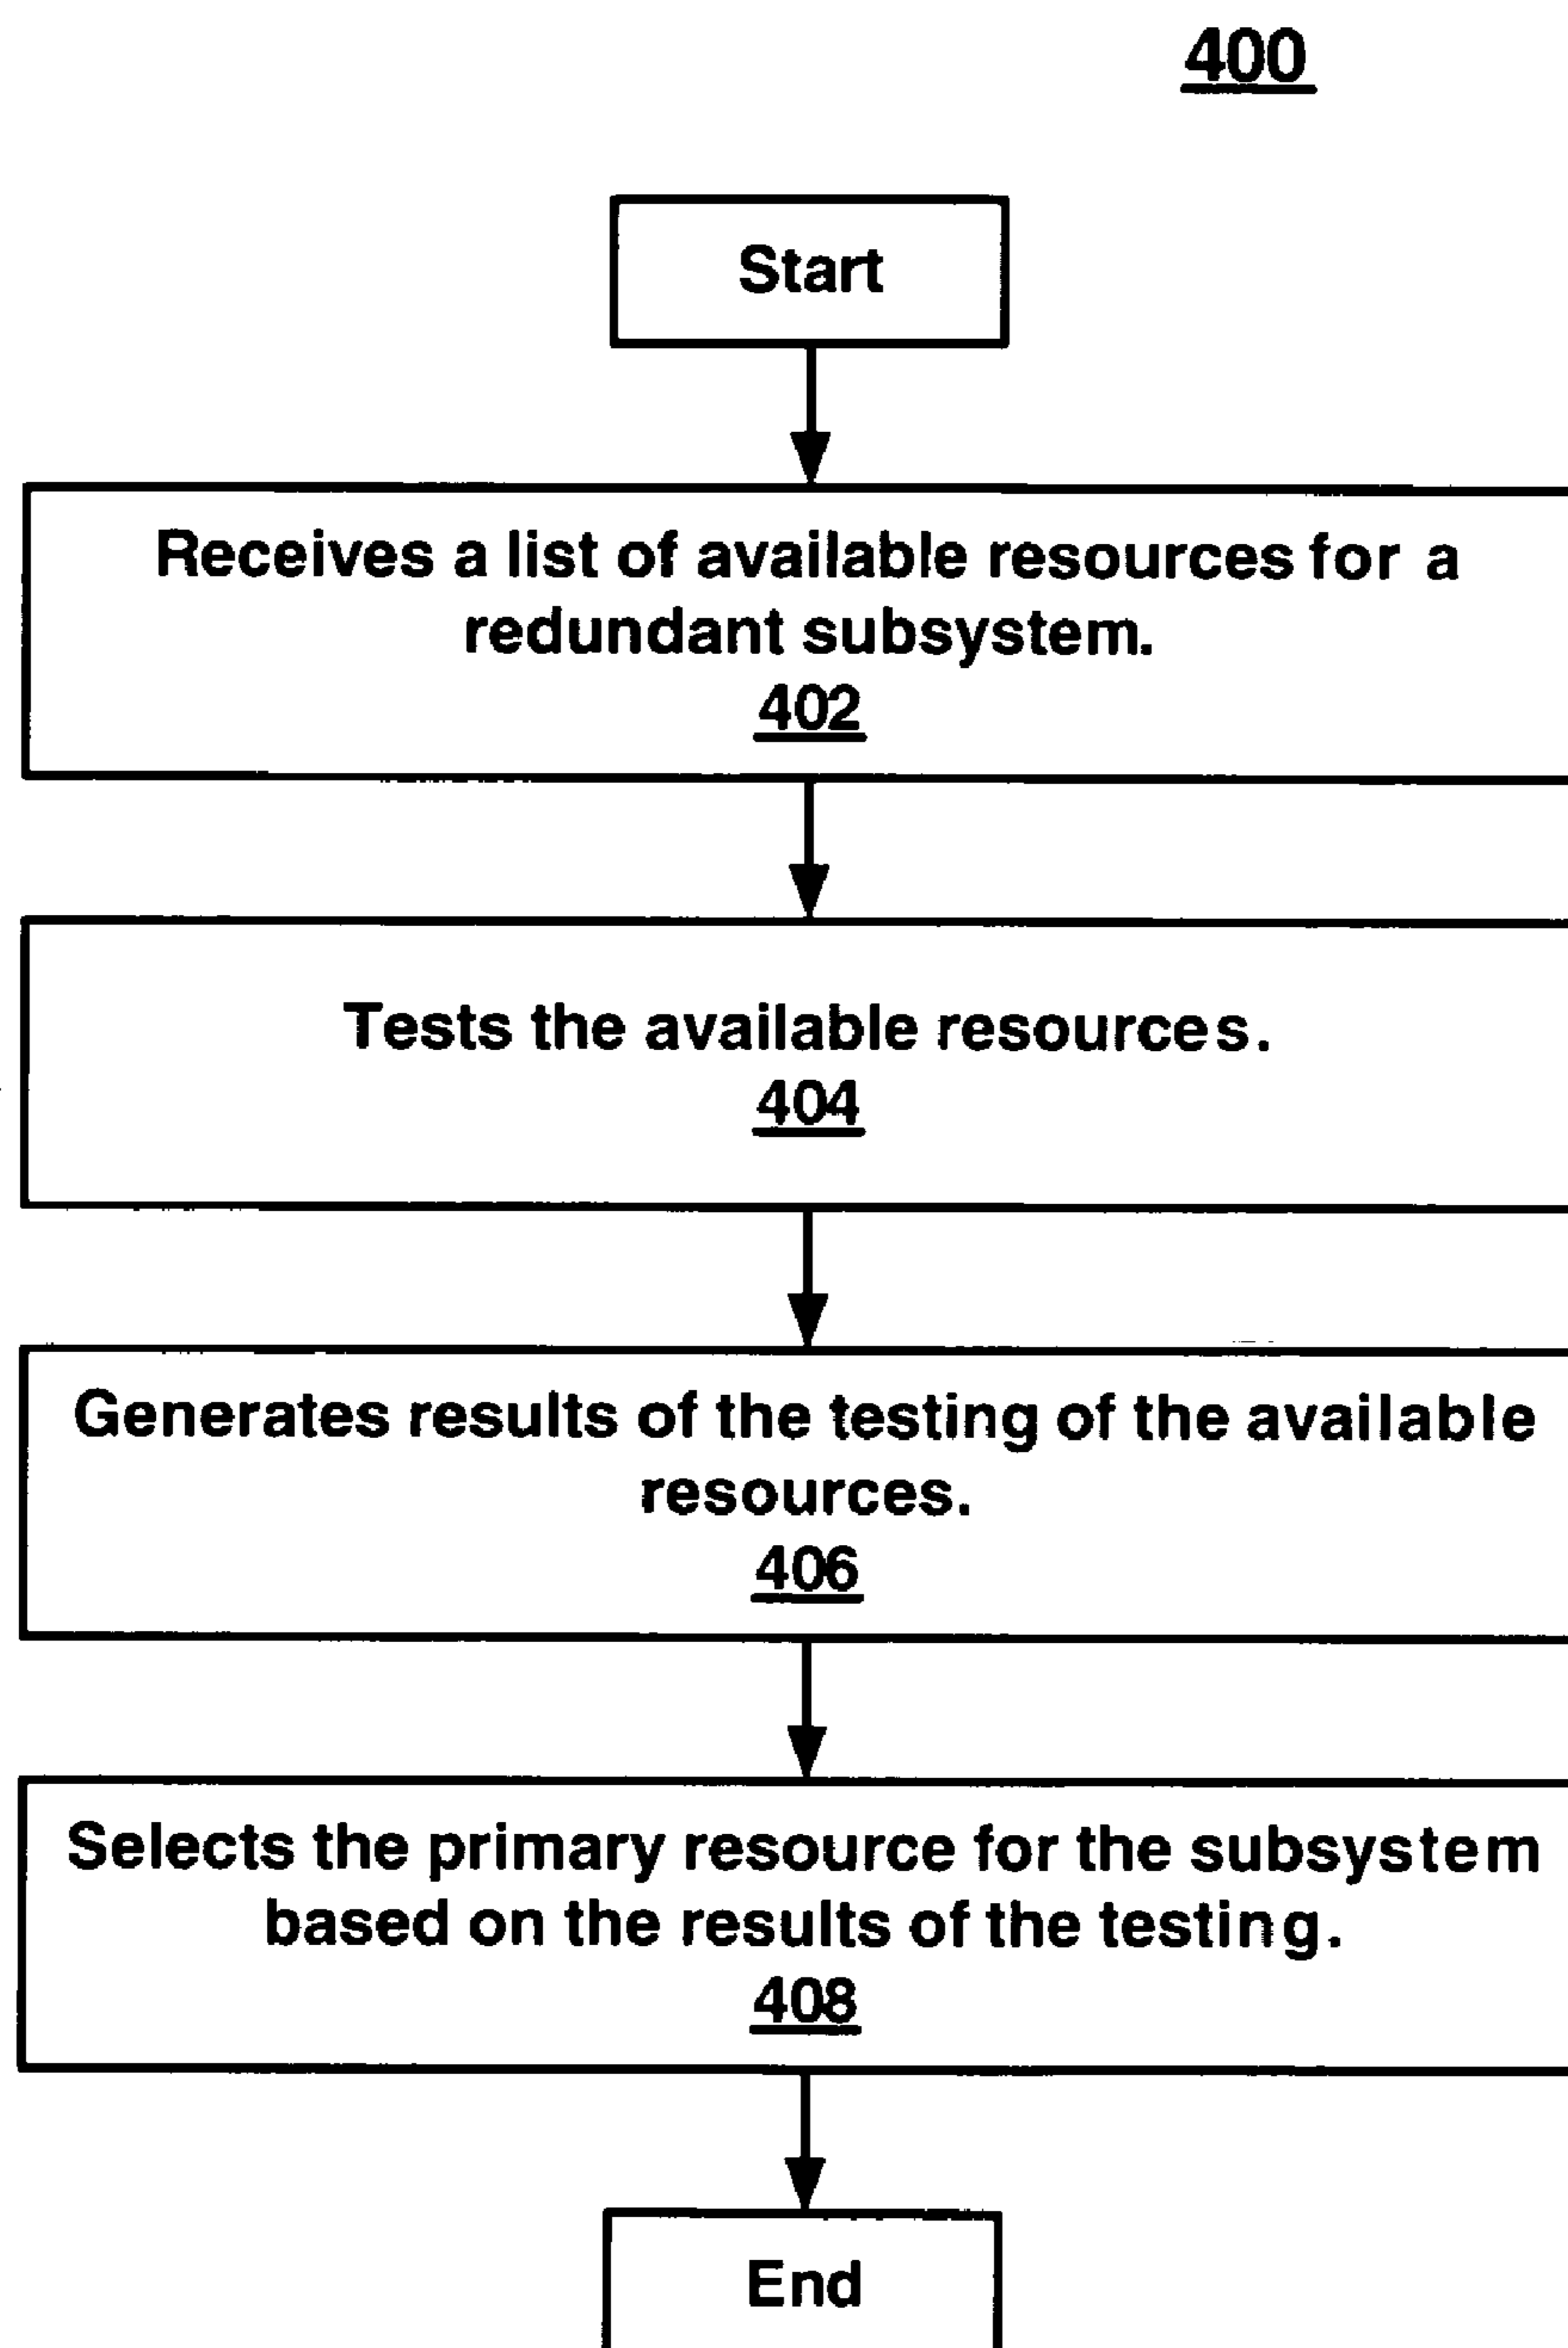 400
Start
Receives a list of available resources for a
redundant subsystem.
402
Tests the available resources.
404
Generates results of the testing of the available
resources.
406
Selects the primary resource for the subsystem
based on the results of the testing.
408
End